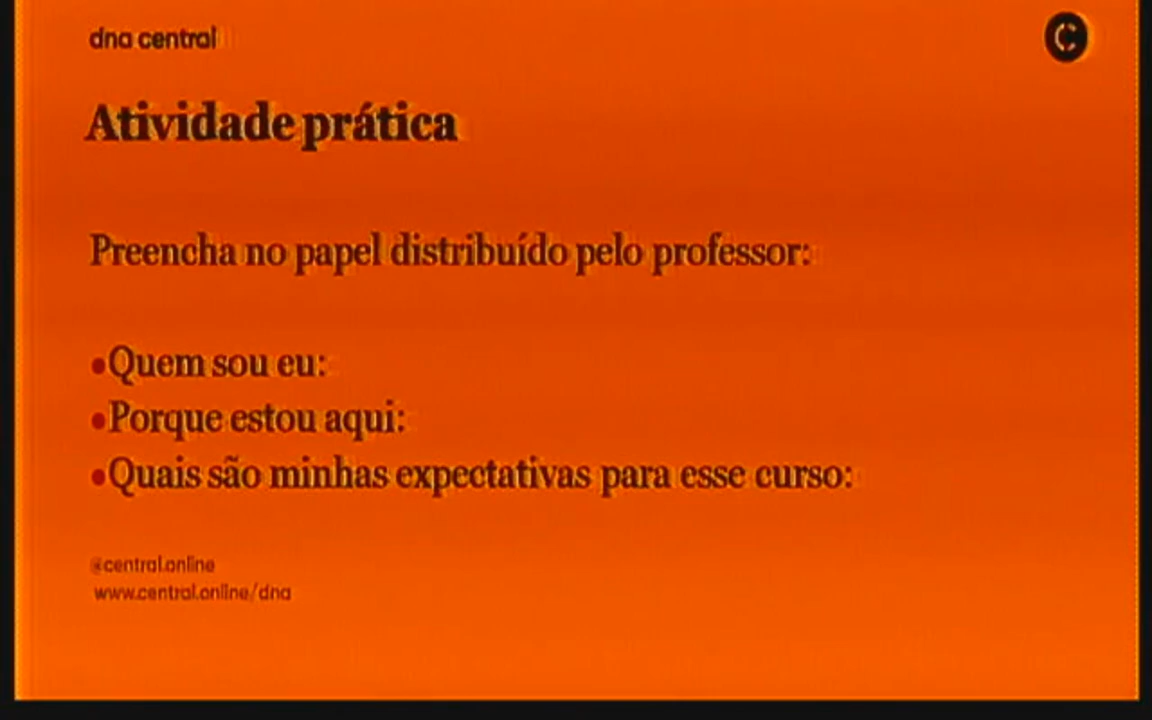 dna central
C
Atividade prática
Preencha no papel distribuído pelo professor:
•Quem sou eu:
•Porque estou aqui:
•Quais são minhas expectativas para esse curso:
@central.online
www.central.online/dna